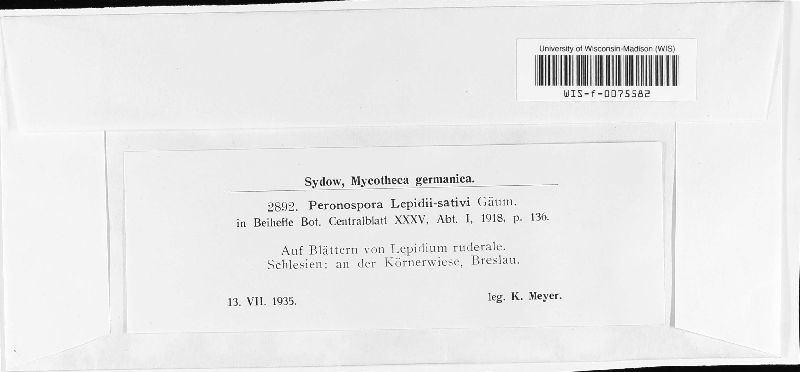 University of Wisconsin-Madison (WIS)
WIS-f-0075582
Sydow, Mycotheca germanica.
2892. Peronospora Lepidii-sativi Gäum.
in Beihefte Bot. Centralblatt XXXV, Abt. I, 1918, p. 136.
Auf Blättern von Lepidium ruderale.
Schlesien: an der Körnerwiese, Breslau.
13. VII. 1935.
leg. K. Meyer.